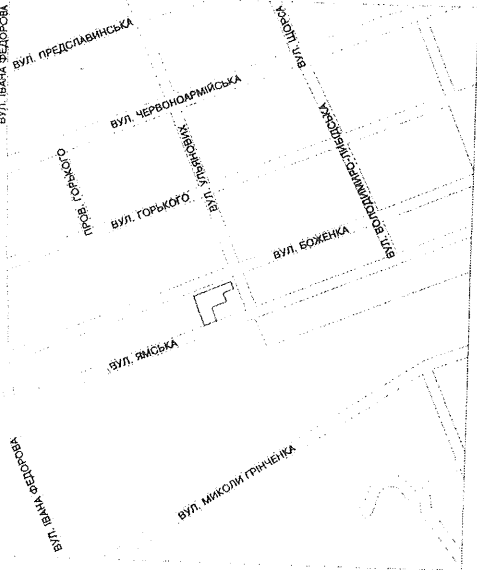 ВУЛ. ІВАНА ФЕДОРОВА
ВУЛ. ПРЕДСЛАВИНСЬКА
ВУЛ. ЩОРСА
ВУЛ. ЧЕРВОНОАРМІЙСЬКА
ВУЛ. ВОЛОДИМИРО-ЛИБІДСЬКА
ПРОВ. ГОРЬКОГО
ВУЛ. УЛЬЯНОВИХ
ВУЛ. ГОРЬКОГО
ВУЛ. БОЖЕНКА
ВУЛ. ЯМСЬКА
ВУЛ. ІВАНА ФЕДОРОВА
ВУЛ. МИКОЛИ ГРІНЧЕНКА